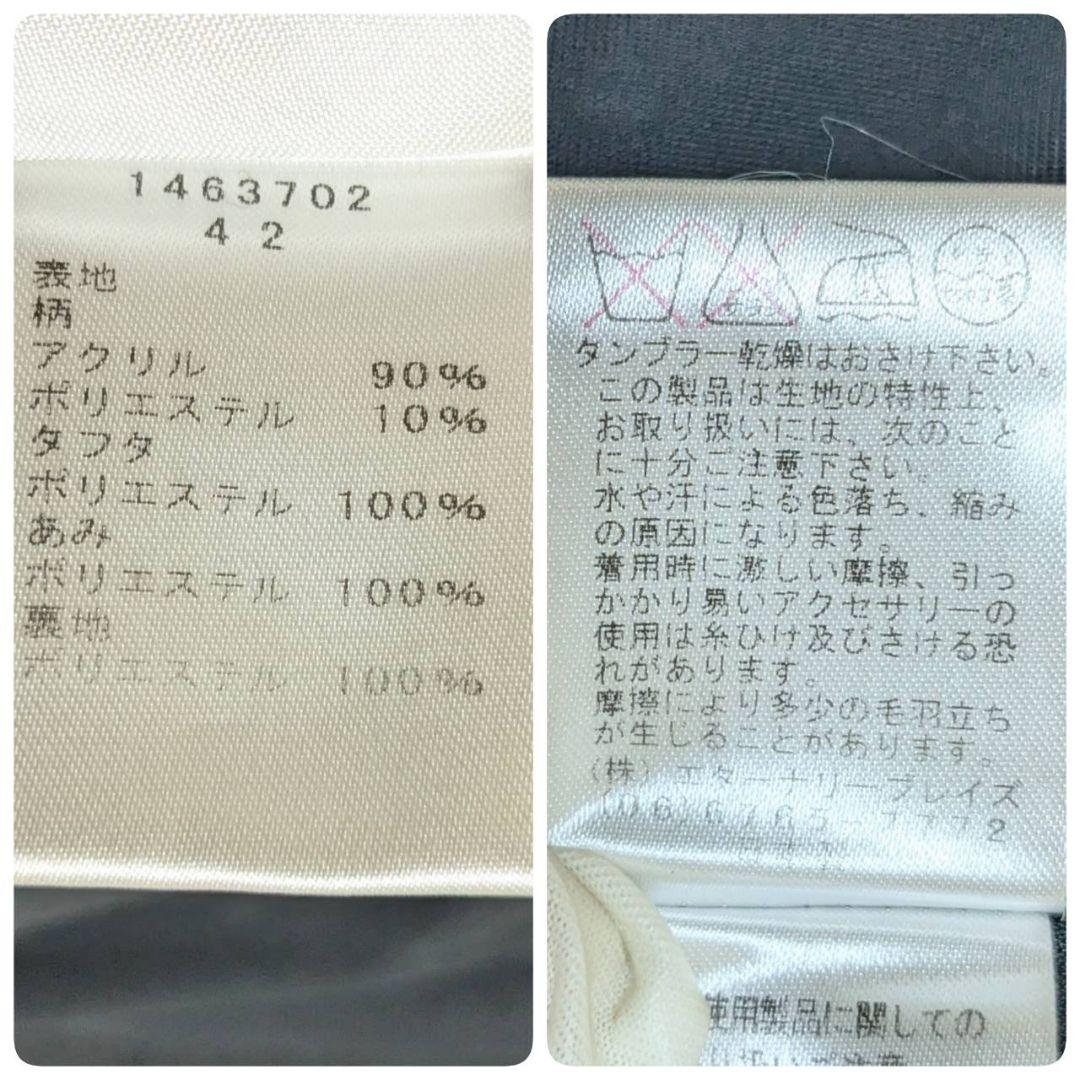 1463702
42
表地
柄
アクリル 90%
ポリエステル 10%
タフタ
ポリエステル 100%
あみ
ポリエステル 100%
裏地
ポリエステル 100%
タンブラー乾燥はおさけ下さい。
この製品は生地の特性上、
お取り扱いには、次のこと
に十分ご注意下さい。
水や汗による色落ち、縮み
の原因になります。
着用時に激しい摩擦、引っ
かかり易いアクセサリーの
使用は糸ひけ及びさける恐
れがあります。
摩擦により多少の毛羽立ち
が生じることがあります。
(株)エターナリーブレイズ
(06)6765-7772
使用製品に関しての